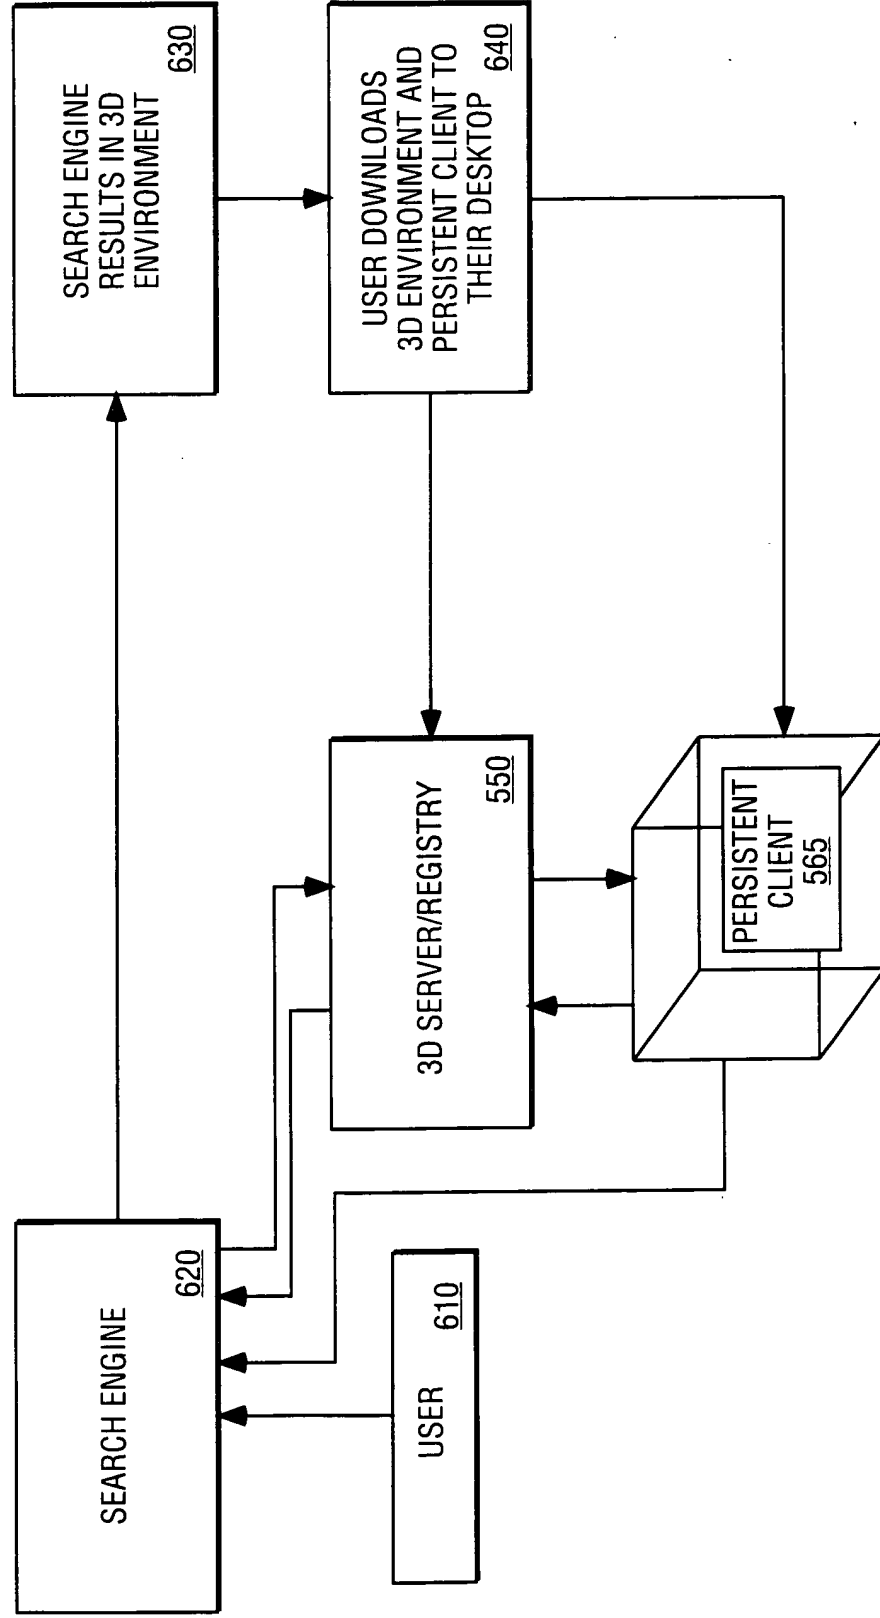 SEARCH ENGINE
620
SEARCH ENGINE
RESULTS IN 3D
ENVIRONMENT
630
USER
610
3D SERVER/REGISTRY
550
USER DOWNLOADS
3D ENVIRONMENT AND
PERSISTENT CLIENT TO
THEIR DESKTOP
640
PERSISTENT
CLIENT
565